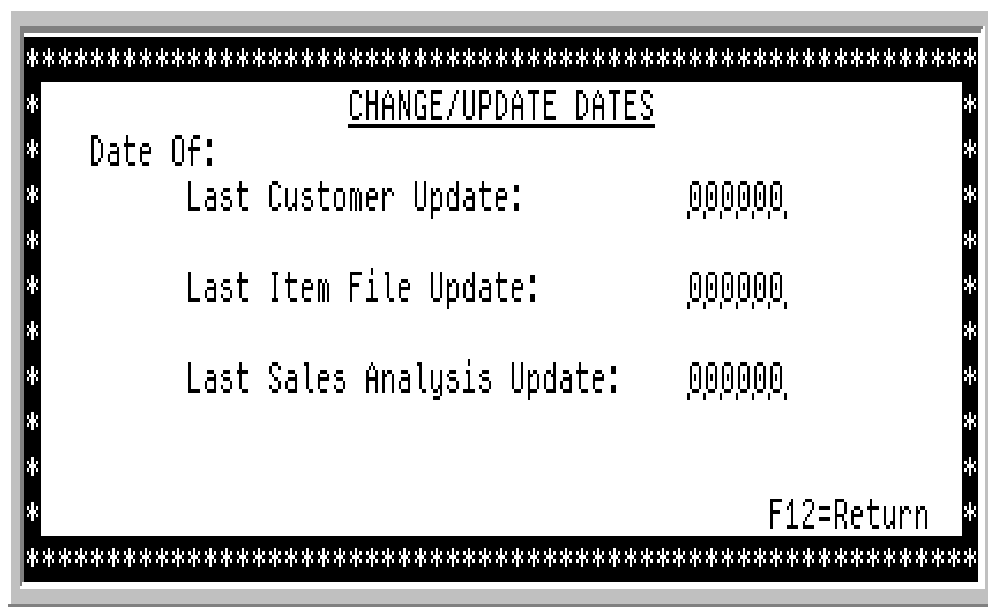 ***********************************************************
* CHANGE/UPDATE DATES *
* Date Of: *
* Last Customer Update: 000000 *
* *
* Last Item File Update: 000000 *
* *
* Last Sales Analysis Update: 000000 *
* *
* *
* F12=Return *
***********************************************************